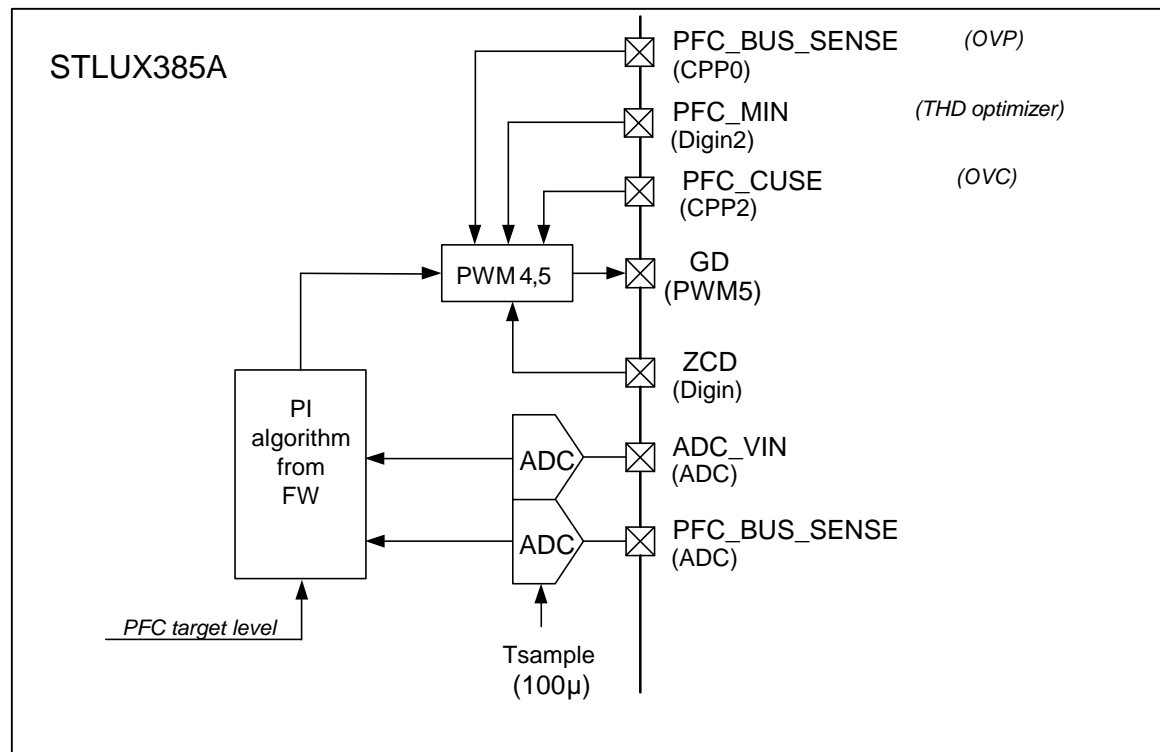 STLUX385A
PFC_BUS_SENSE (OVP)
(CPP0)
PFC_MIN (THD optimizer)
(Digin2)
PFC_CUSE (OVC)
(CPP2)
PWM 4,5
GD
(PWM5)
ZCD
(Digin)
PI
algorithm
from
FW
ADC
ADC_VIN
(ADC)
ADC
PFC_BUS_SENSE
(ADC)
PFC target level
Tsample
(100µ)